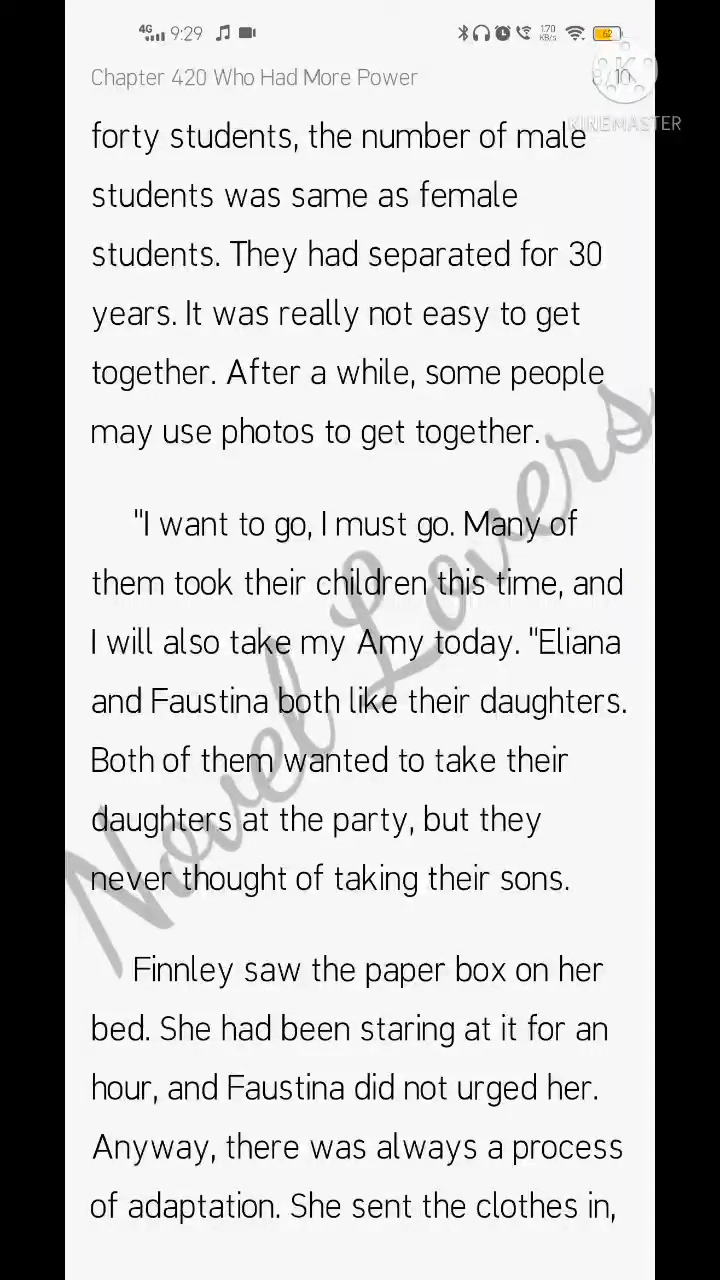 4G 9:29 170 KB/s 62
Chapter 420 Who Had More Power
10
KINEMASTER
forty students, the number of male
students was same as female
students. They had separated for 30
years. It was really not easy to get
together. After a while, some people
may use photos to get together.
"I want to go, I must go. Many of
them took their children this time, and
I will also take my Amy today. "Eliana
and Faustina both like their daughters.
Both of them wanted to take their
daughters at the party, but they
never thought of taking their sons.
Finnley saw the paper box on her
bed. She had been staring at it for an
hour, and Faustina did not urged her.
Anyway, there was always a process
of adaptation. She sent the clothes in,
Novel Lovers